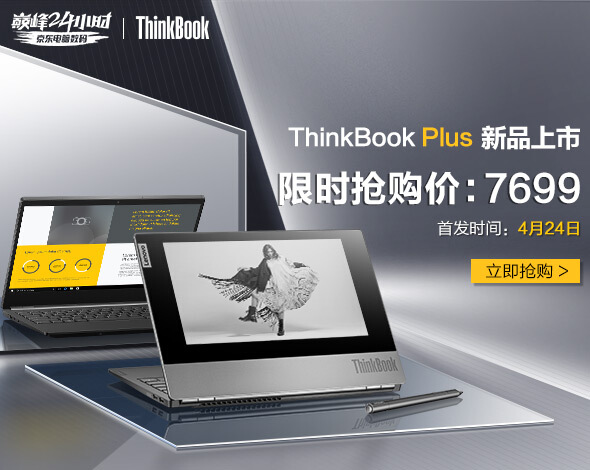 巅峰24小时
京东电脑数码
ThinkBook
ThinkBook Plus 新品上市
限时抢购价:7699
首发时间：4月24日
立即抢购 >
Lenovo
ThinkBook